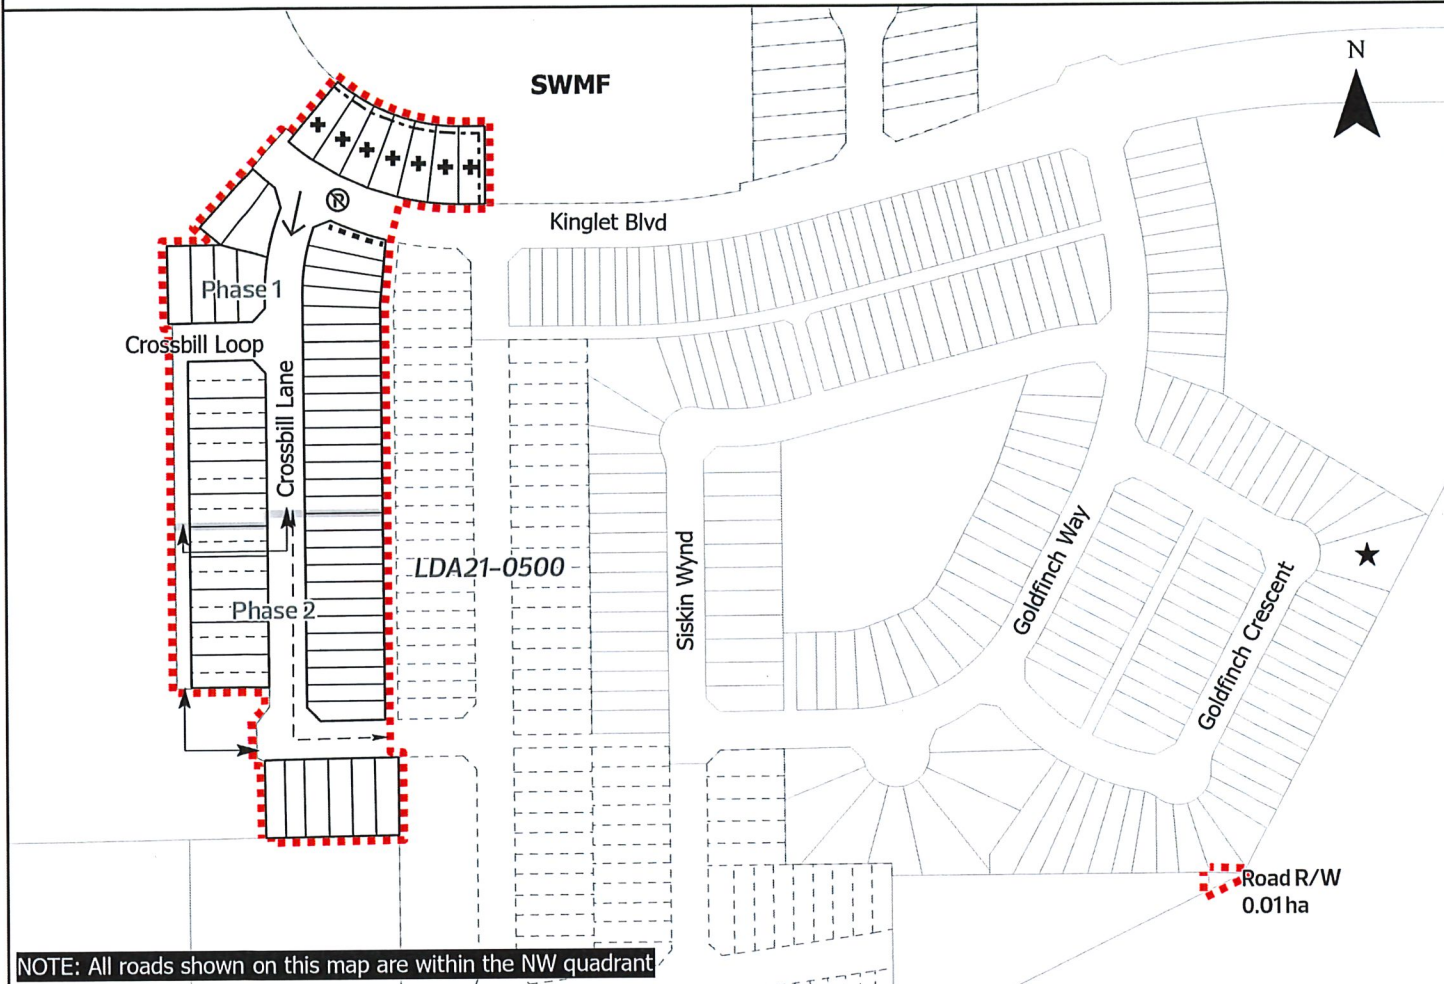 N
SWMF
Kinglet Blvd
Phase 1
Crossbill Loop
Crossbill Lane
LDA21-0500
Phase 2
Siskin Wynd
Goldfinch Way
Goldfinch Crescent
Road R/W
0.01ha
NOTE: All roads shown on this map are within the NW quadrant